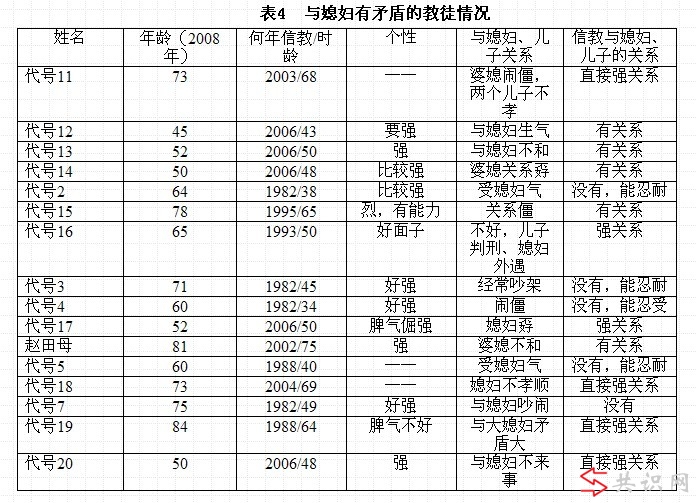 表4 与媳妇有矛盾的教徒情况
姓名 年龄（2008年） 何年信教/时龄 个性 与媳妇、儿子关系 信教与媳妇、儿子的关系
代号11 73 2003/68 —— 婆媳闹僵，两个儿子不孝 直接强关系
代号12 45 2006/43 要强 与媳妇生气 有关系
代号13 52 2006/50 强 与媳妇不和 有关系
代号14 50 2006/48 比较强 婆媳关系孬 有关系
代号2 64 1982/38 比较强 受媳妇气 没有，能忍耐
代号15 78 1995/65 烈，有能力 关系僵 有关系
代号16 65 1993/50 好面子 不好，儿子判刑、媳妇外遇 强关系
代号3 71 1982/45 好强 经常吵架 没有，能忍耐
代号4 60 1982/34 好强 闹僵 没有，能忍受
代号17 52 2006/50 脾气倔强 媳妇孬 强关系
赵田母 81 2002/75 强 婆媳不和 有关系
代号5 60 1988/40 —— 受媳妇气 没有，能忍耐
代号18 73 2004/69 —— 媳妇不孝顺 直接强关系
代号7 75 1982/49 好强 与媳妇吵闹 没有
代号19 84 1988/64 脾气不好 与大媳妇矛盾大 直接强关系
代号20 50 2006/48 强 与媳妇不来事 直接强关系
共识网